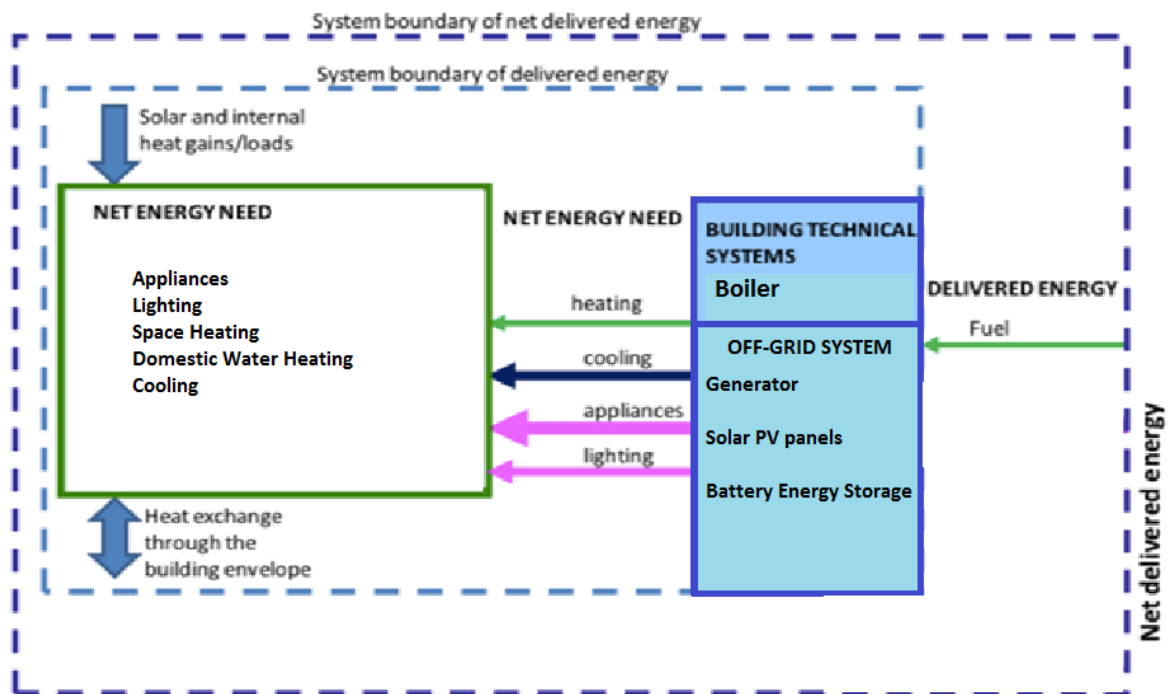 System boundary of net delivered energy
System boundary of delivered energy
Solar and internal
heat gains/loads
NET ENERGY NEED
Appliances
Lighting
Space Heating
Domestic Water Heating
Cooling
NET ENERGY NEED
heating
cooling
appliances
lighting
BUILDING TECHNICAL
SYSTEMS
Boiler
OFF-GRID SYSTEM
Generator
Solar PV panels
Battery Energy Storage
DELIVERED ENERGY
Fuel
Heat exchange
through the
building envelope
Net delivered energy